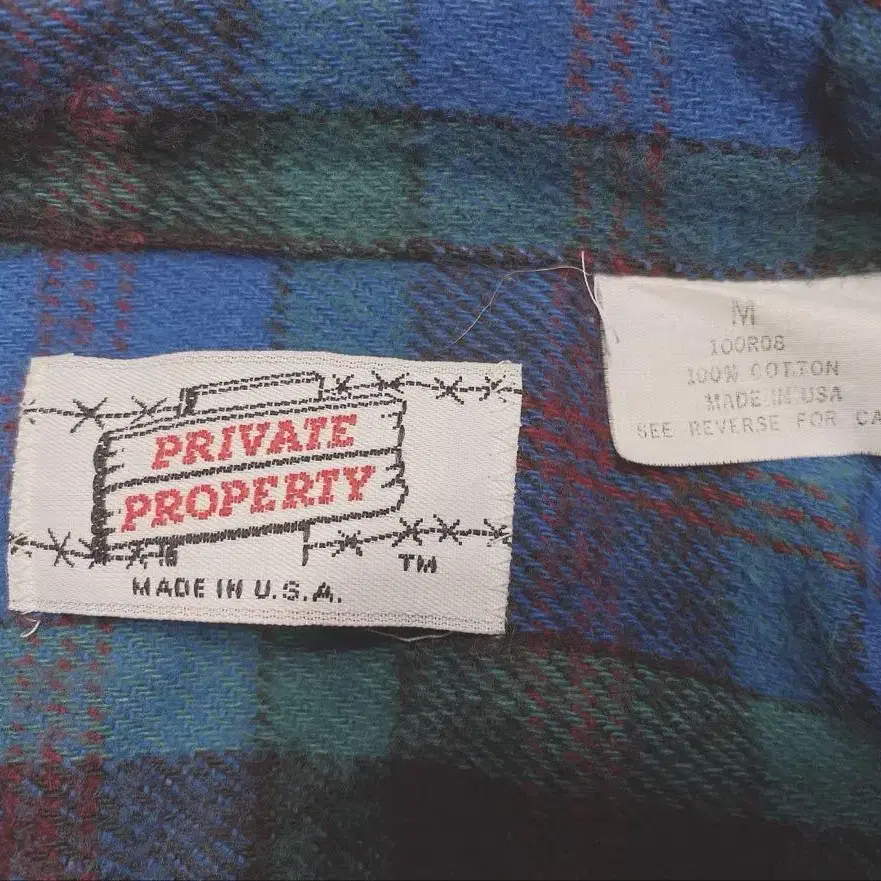 PRIVATE
PROPERTY
TM
MADE IN U.S.A.
M
100R08
100% COTTON
MADE IN USA
SEE REVERSE FOR CA